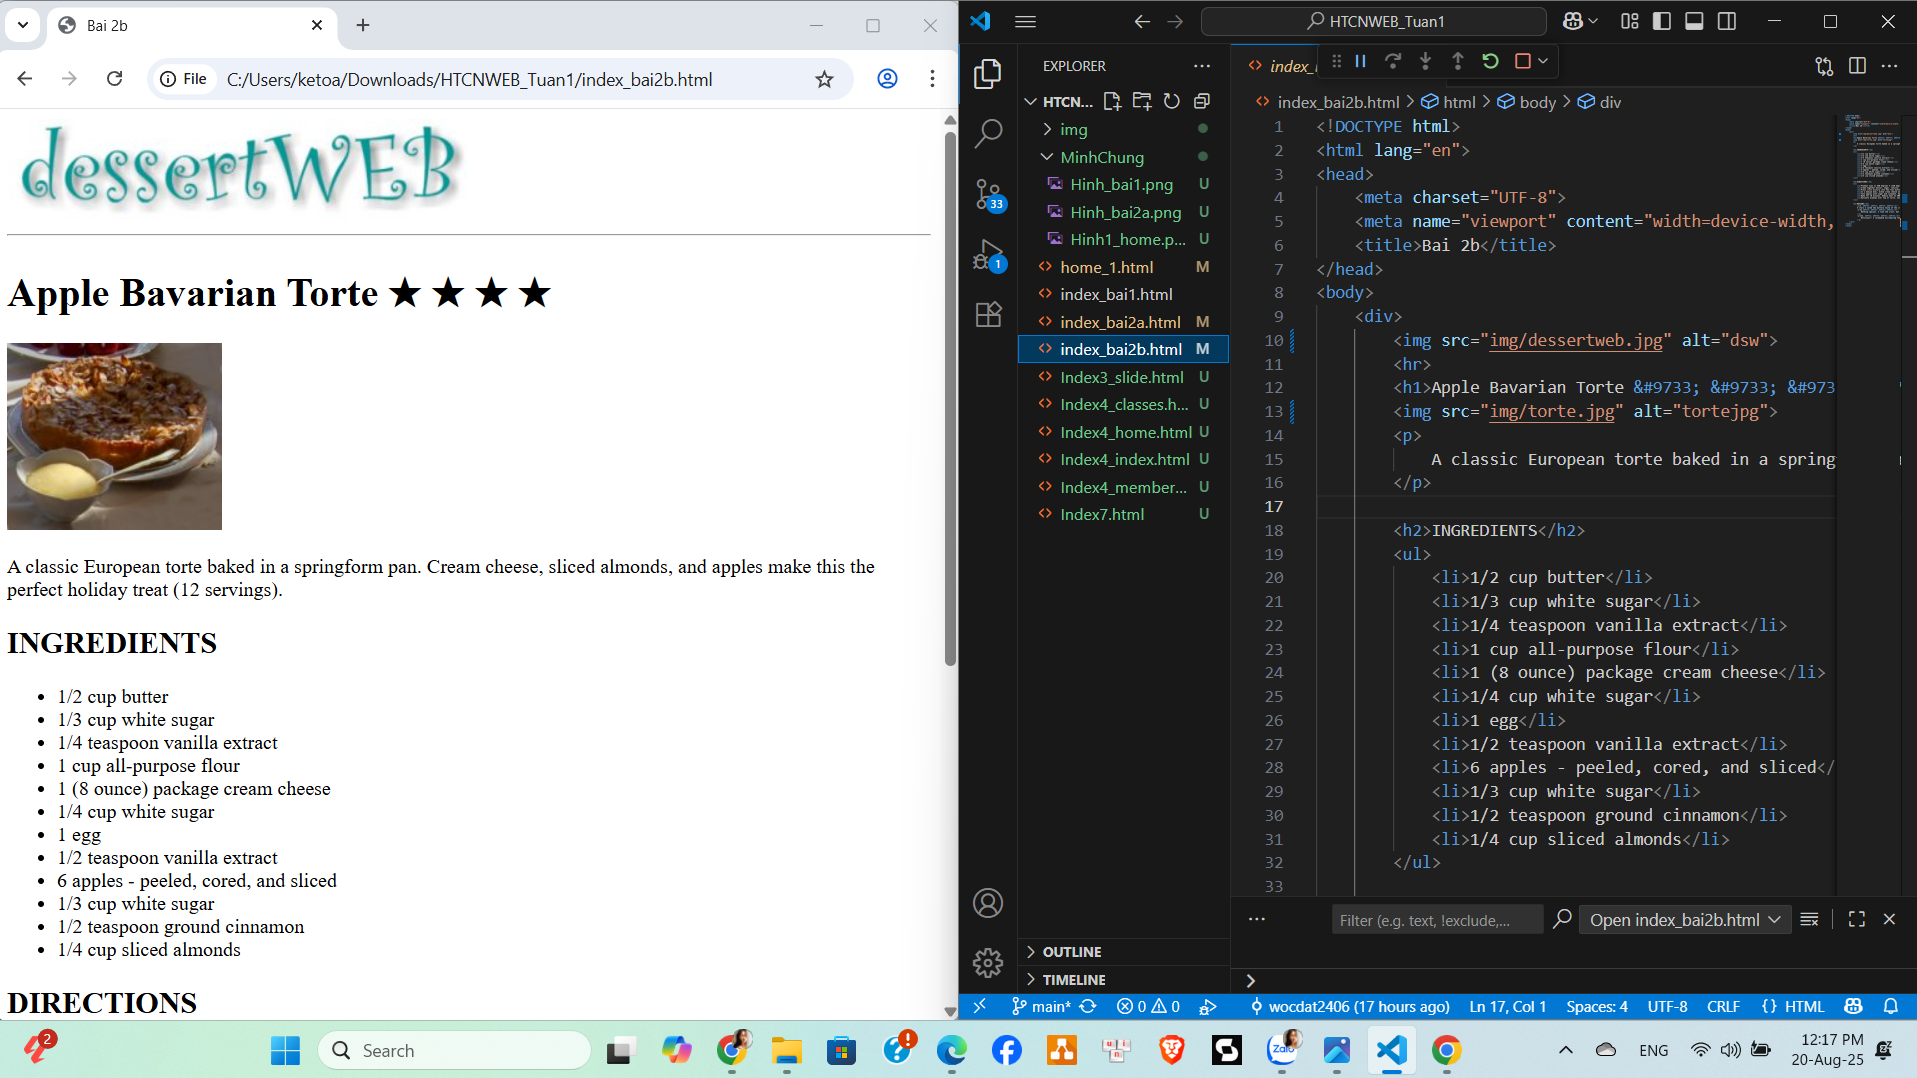 Bai 2b
File
C:/Users/ketoa/Downloads/HTCNWEB_Tuan1/index_bai2b.html
dessertWEB
Apple Bavarian Torte ★ ★ ★ ★
A classic European torte baked in a springform pan. Cream cheese, sliced almonds, and apples make this the
perfect holiday treat (12 servings).
INGREDIENTS
• 1/2 cup butter
• 1/3 cup white sugar
• 1/4 teaspoon vanilla extract
• 1 cup all-purpose flour
• 1 (8 ounce) package cream cheese
• 1/4 cup white sugar
• 1 egg
• 1/2 teaspoon vanilla extract
• 6 apples - peeled, cored, and sliced
• 1/3 cup white sugar
• 1/2 teaspoon ground cinnamon
• 1/4 cup sliced almonds
DIRECTIONS
HTCNWEB_Tuan1
33
1
EXPLORER
HTCN...
img
MinhChung
Hinh_bai1.png U
Hinh_bai2a.png U
Hinh1_home.p... U
home_1.html M
index_bai1.html
index_bai2a.html M
index_bai2b.html M
Index3_slide.html U
Index4_classes.h... U
Index4_home.html U
Index4_index.html U
Index4_member... U
Index7.html U
OUTLINE
TIMELINE
index_
index_bai2b.html > html > body > div
1 <!DOCTYPE html>
2 <html lang="en">
3 <head>
4 <meta charset="UTF-8">
5 <meta name="viewport" content="width=device-width,
6 <title>Bai 2b</title>
7 </head>
8 <body>
9 <div>
10 <img src="img/dessertweb.jpg" alt="dsw">
11 <hr>
12 <h1>Apple Bavarian Torte &#9733; &#9733; &#973
13 <img src="img/torte.jpg" alt="tortejpg">
14 <p>
15 A classic European torte baked in a spring
16 </p>
17
18 <h2>INGREDIENTS</h2>
19 <ul>
20 <li>1/2 cup butter</li>
21 <li>1/3 cup white sugar</li>
22 <li>1/4 teaspoon vanilla extract</li>
23 <li>1 cup all-purpose flour</li>
24 <li>1 (8 ounce) package cream cheese</li>
25 <li>1/4 cup white sugar</li>
26 <li>1 egg</li>
27 <li>1/2 teaspoon vanilla extract</li>
28 <li>6 apples - peeled, cored, and sliced</
29 <li>1/3 cup white sugar</li>
30 <li>1/2 teaspoon ground cinnamon</li>
31 <li>1/4 cup sliced almonds</li>
32 </ul>
33
Filter (e.g. text, !exclude,...
Open index_bai2b.html
main* 0 0 wocdat2406 (17 hours ago) Ln 17, Col 1 Spaces: 4 UTF-8 CRLF {} HTML
2
Search
Zalo
ENG
12:17 PM
20-Aug-25